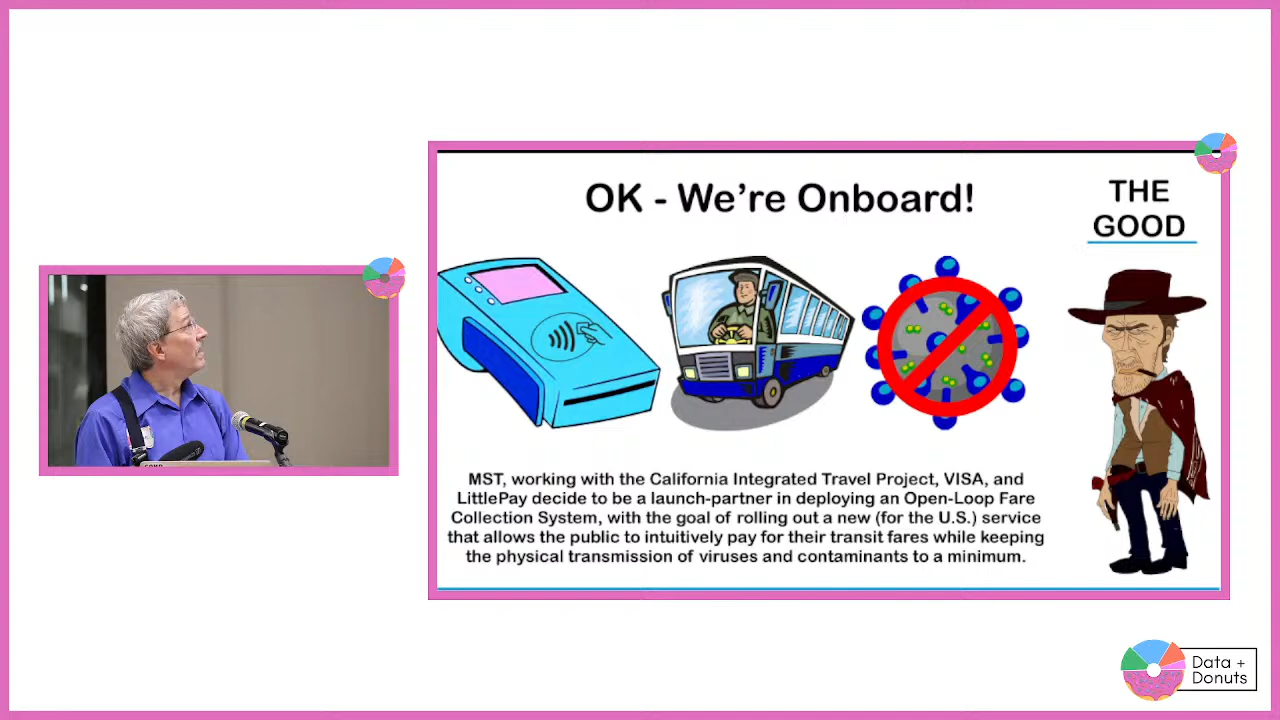 OK - We're Onboard!
THE
GOOD
MST, working with the California Integrated Travel Project, VISA, and
LittlePay decide to be a launch-partner in deploying an Open-Loop Fare
Collection System, with the goal of rolling out a new (for the U.S.) service
that allows the public to intuitively pay for their transit fares while keeping
the physical transmission of viruses and contaminants to a minimum.
Data +
Donuts